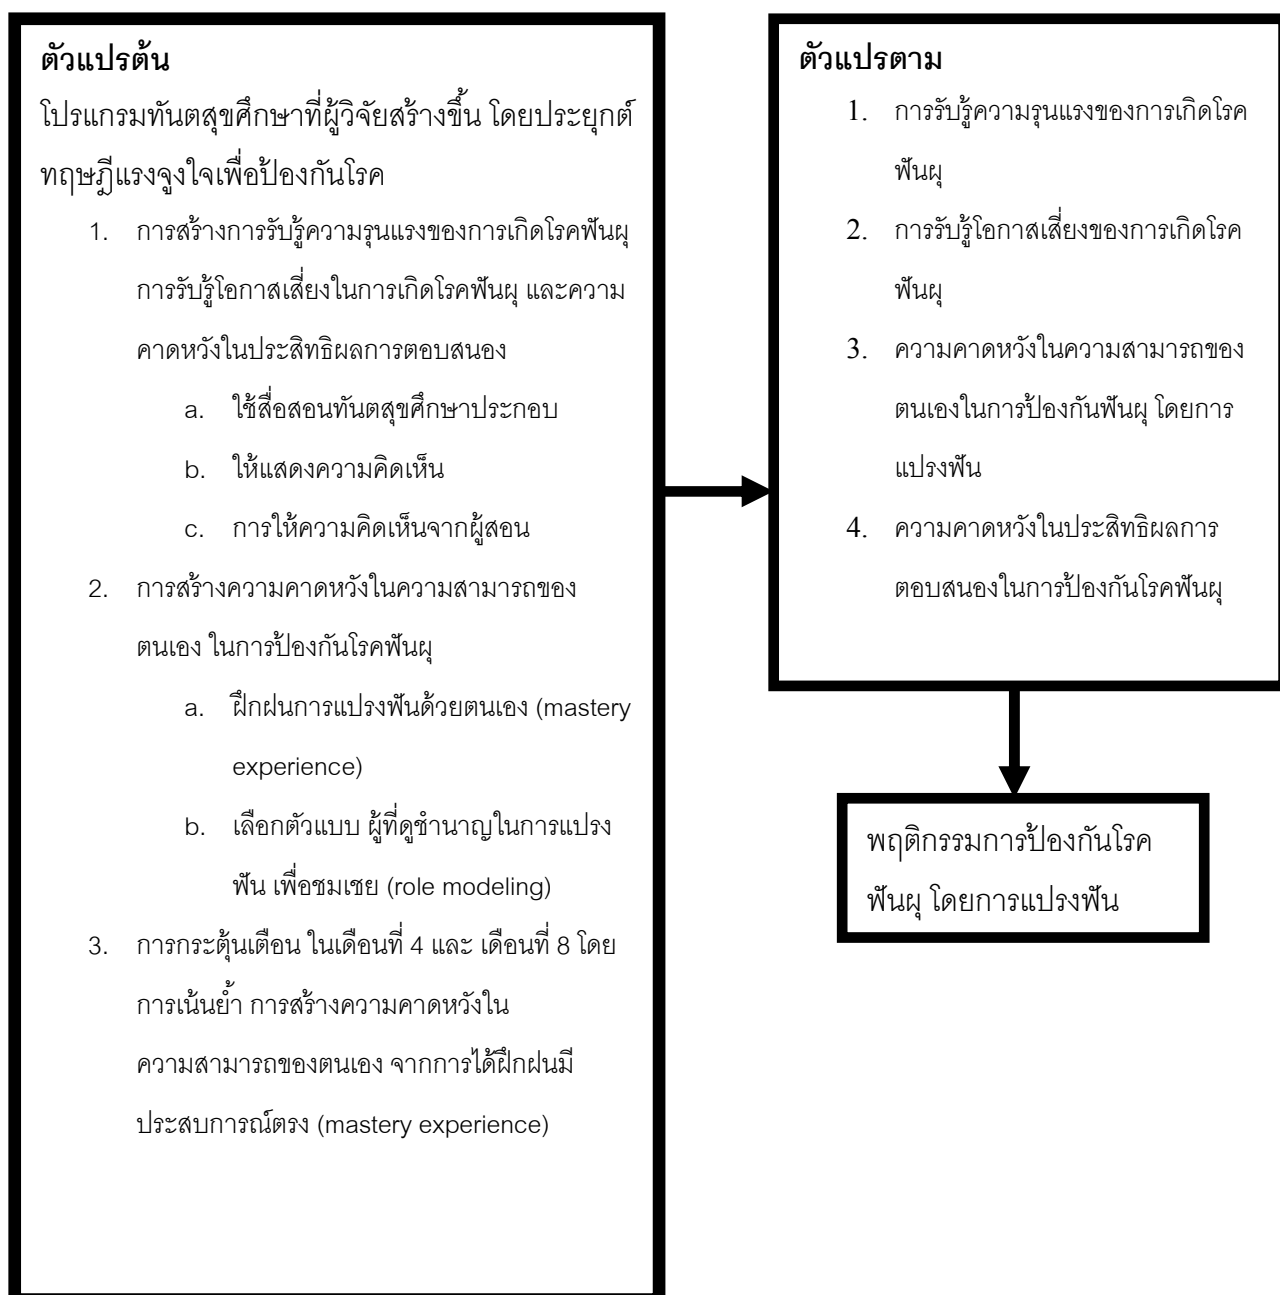 ตัวแปรต้น
โปรแกรมทันตสุขศึกษาที่ผู้วิจัยสร้างขึ้น โดยประยุกต์
ทฤษฎีแรงจูงใจเพื่อป้องกันโรค
1. การสร้างการรับรู้ความรุนแรงของการเกิดโรคฟันผุ
การรับรู้โอกาสเสี่ยงในการเกิดโรคฟันผุ และความ
คาดหวังในประสิทธิผลการตอบสนอง
a. ใช้สื่อสอนทันตสุขศึกษาประกอบ
b. ให้แสดงความคิดเห็น
c. การให้ความคิดเห็นจากผู้สอน
2. การสร้างความคาดหวังในความสามารถของ
ตนเอง ในการป้องกันโรคฟันผุ
a. ฝึกฝนการแปรงฟันด้วยตนเอง (mastery
experience)
b. เลือกตัวแบบ ผู้ที่ดูชำนาญในการแปรง
ฟัน เพื่อชมเชย (role modeling)
3. การกระตุ้นเตือน ในเดือนที่ 4 และ เดือนที่ 8 โดย
การเน้นย้ำ การสร้างความคาดหวังใน
ความสามารถของตนเอง จากการได้ฝึกฝนมี
ประสบการณ์ตรง (mastery experience)
ตัวแปรตาม
1. การรับรู้ความรุนแรงของการเกิดโรค
ฟันผุ
2. การรับรู้โอกาสเสี่ยงของการเกิดโรค
ฟันผุ
3. ความคาดหวังในความสามารถของ
ตนเองในการป้องกันฟันผุ โดยการ
แปรงฟัน
4. ความคาดหวังในประสิทธิผลการ
ตอบสนองในการป้องกันโรคฟันผุ
พฤติกรรมการป้องกันโรค
ฟันผุ โดยการแปรงฟัน